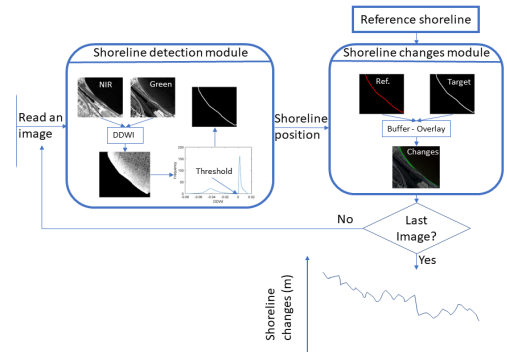 Reference shoreline
Shoreline detection module
Shoreline changes module
NIR
Green
Ref.
Target
Read an
image
DDWI
Shoreline
position
Buffer - Overlay
Threshold
Changes
Frequency
DDWI
No
Last
Image?
Yes
Shoreline
changes (m)